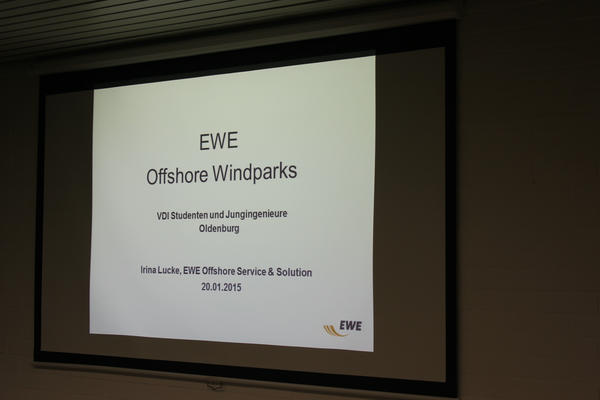 EWE
Offshore Windparks
VDI Studenten und Jungingenieure
Oldenburg
Irina Lucke, EWE Offshore Service & Solution
20.01.2015
EWE